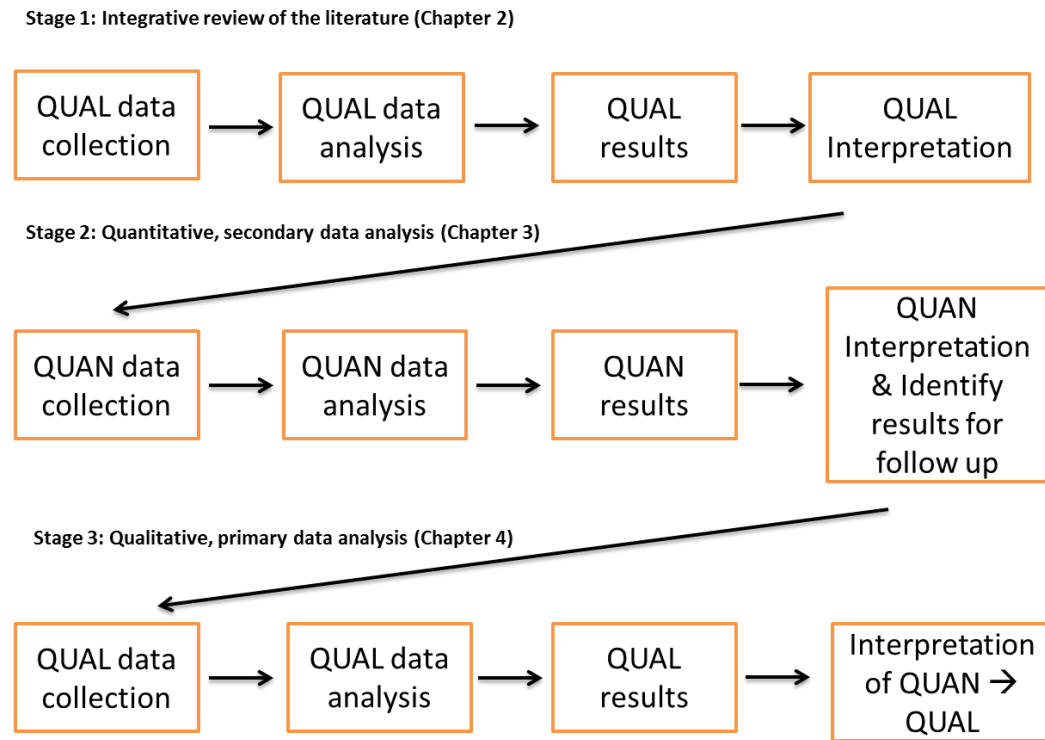 Stage 1: Integrative review of the literature (Chapter 2)
QUAL data
collection
QUAL data
analysis
QUAL
results
QUAL
Interpretation
Stage 2: Quantitative, secondary data analysis (Chapter 3)
QUAN data
collection
QUAN data
analysis
QUAN
results
QUAN
Interpretation
& Identify
results for
follow up
Stage 3: Qualitative, primary data analysis (Chapter 4)
QUAL data
collection
QUAL data
analysis
QUAL
results
Interpretation
of QUAN →
QUAL